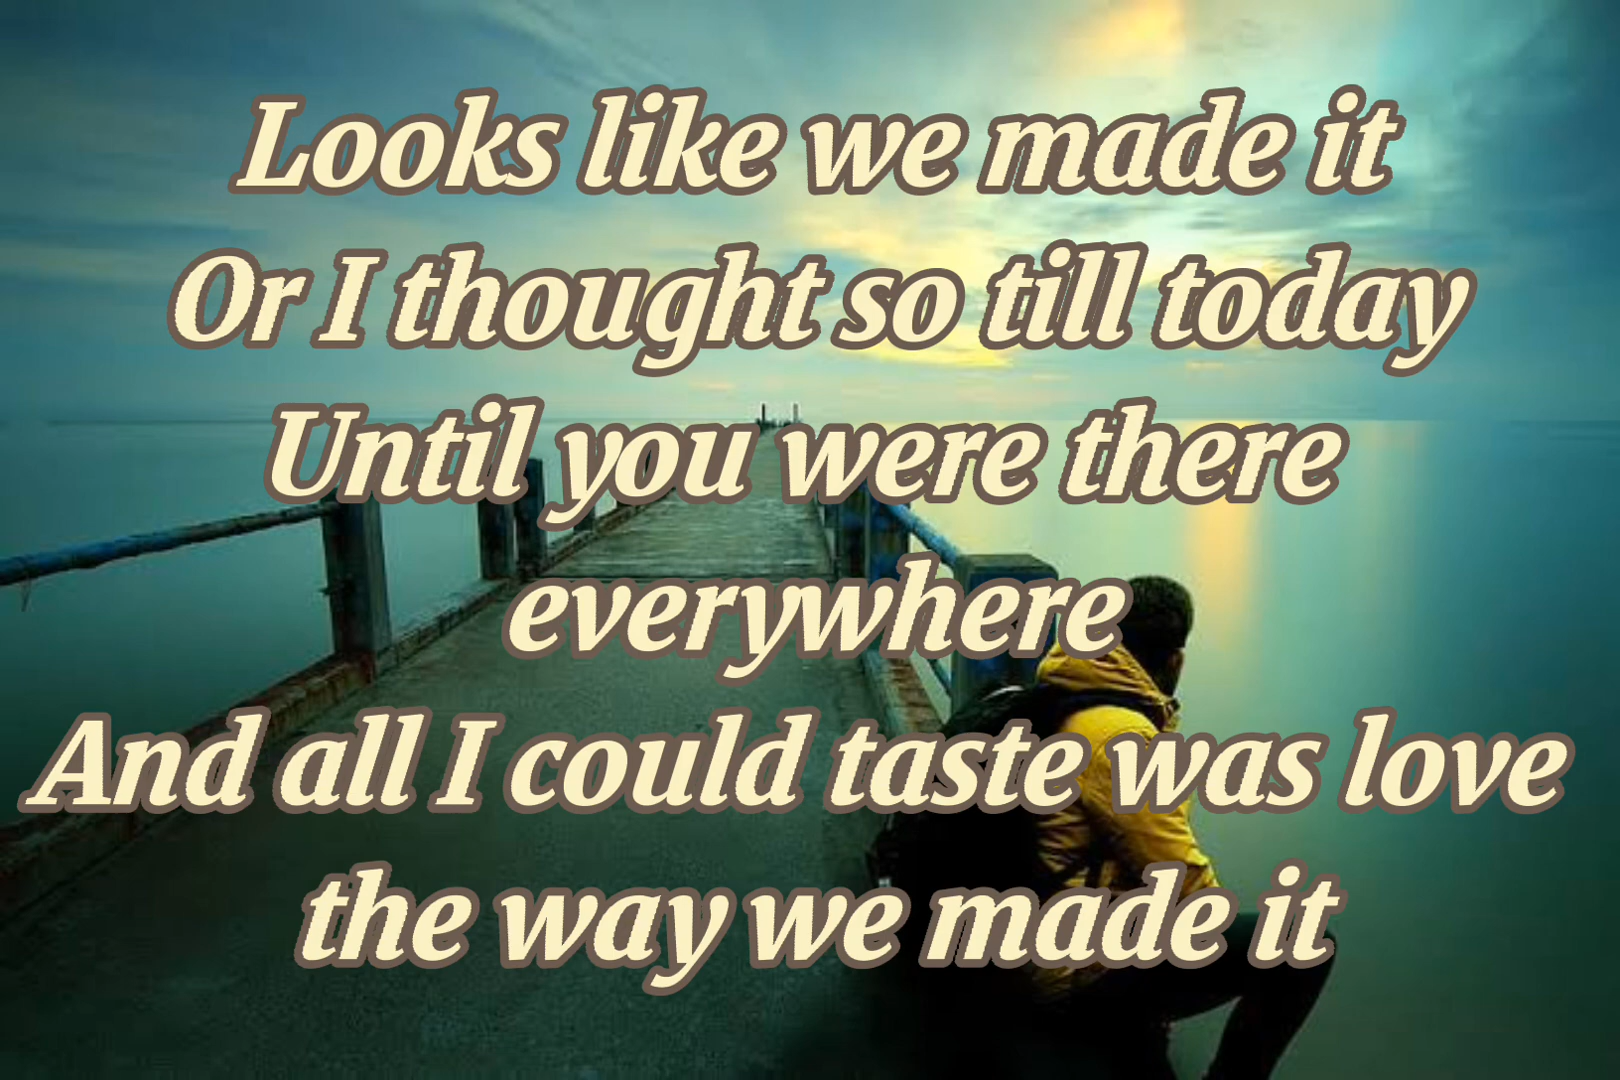 Looks like we made it
Or I thought so till today
Until you were there
everywhere
And all I could taste was love
the way we made it